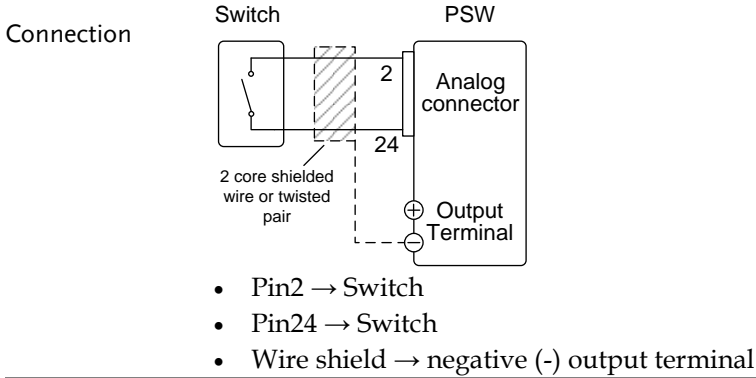 Connection
Switch
PSW
2
Analog
connector
24
2 core shielded
wire or twisted
pair
+
Output
Terminal
−
• Pin2 → Switch
• Pin24 → Switch
• Wire shield → negative (-) output terminal